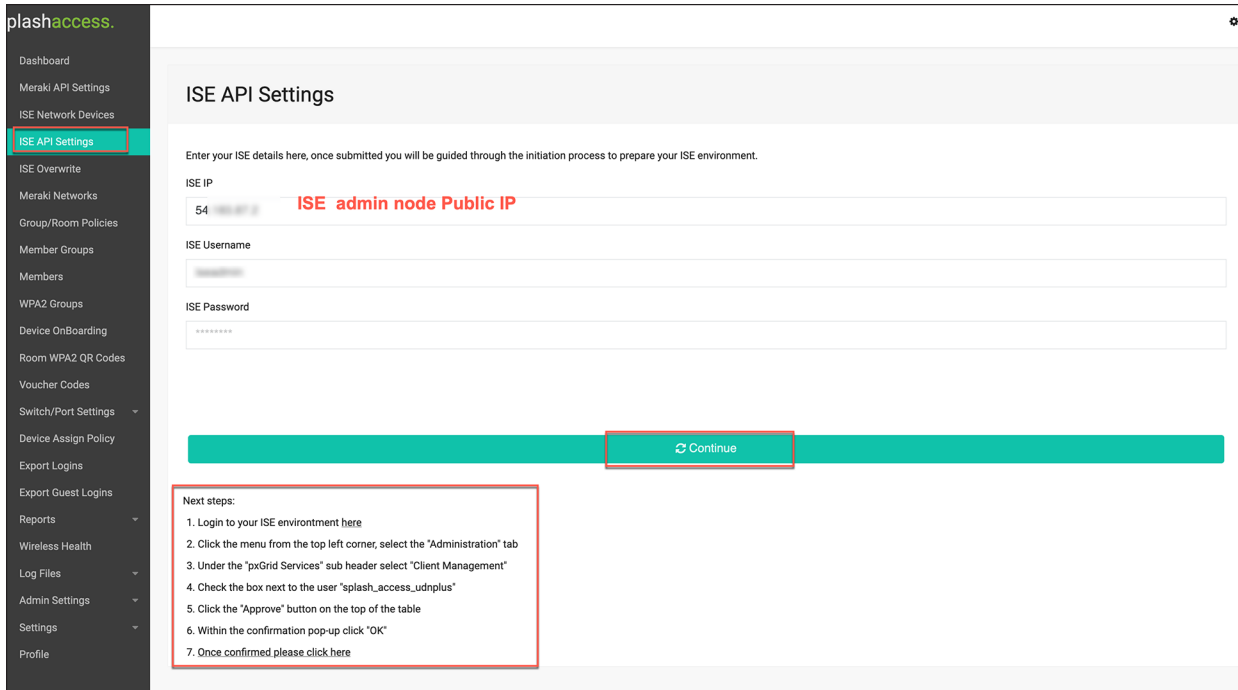 plashaccess.
Dashboard
Meraki API Settings
ISE Network Devices
ISE API Settings
ISE Overwrite
Meraki Networks
Group/Room Policies
Member Groups
Members
WPA2 Groups
Device OnBoarding
Room WPA2 QR Codes
Voucher Codes
Switch/Port Settings
Device Assign Policy
Export Logins
Export Guest Logins
Reports
Wireless Health
Log Files
Admin Settings
Settings
Profile
ISE API Settings
Enter your ISE details here, once submitted you will be guided through the initiation process to prepare your ISE environment.
ISE IP
54
ISE admin node Public IP
ISE Username
ISE Password
********
Continue
Next steps:
1. Login to your ISE environtment here
2. Click the menu from the top left corner, select the "Administration" tab
3. Under the "pxGrid Services" sub header select "Client Management"
4. Check the box next to the user "splash_access_udnplus"
5. Click the "Approve" button on the top of the table
6. Within the confirmation pop-up click "OK"
7. Once confirmed please click here